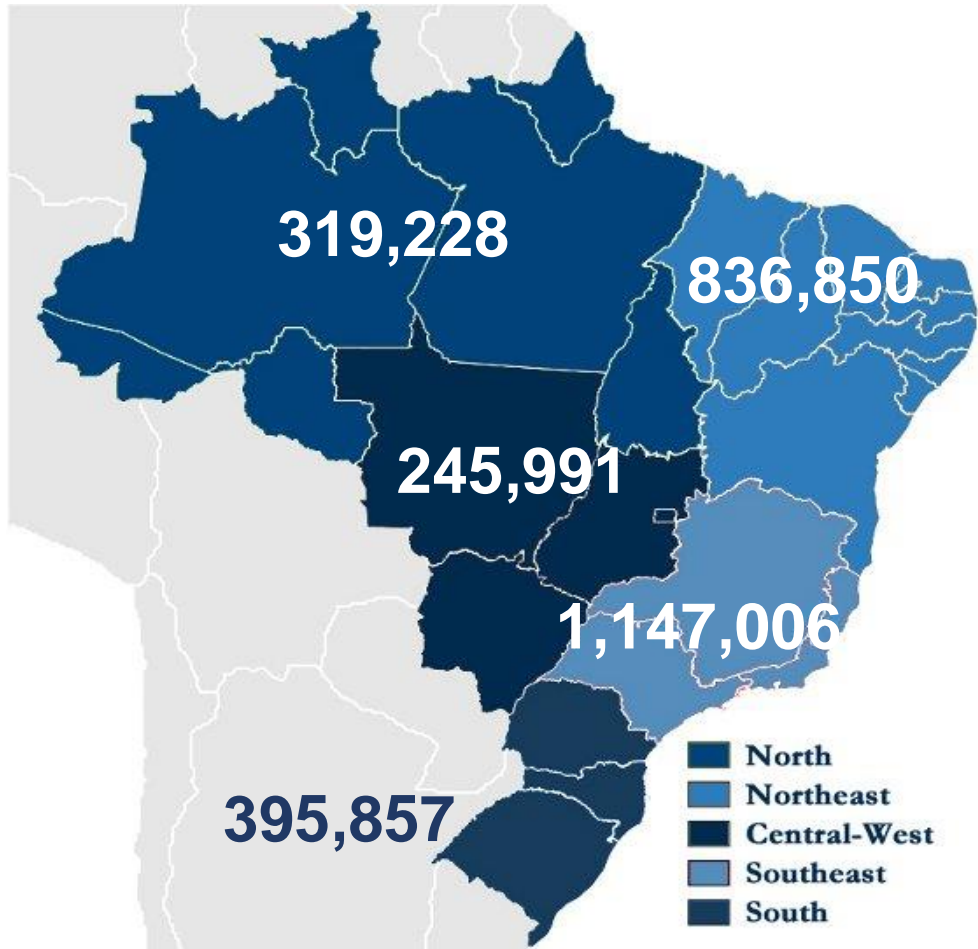 319,228
836,850
245,991
1,147,006
395,857
North
Northeast
Central-West
Southeast
South